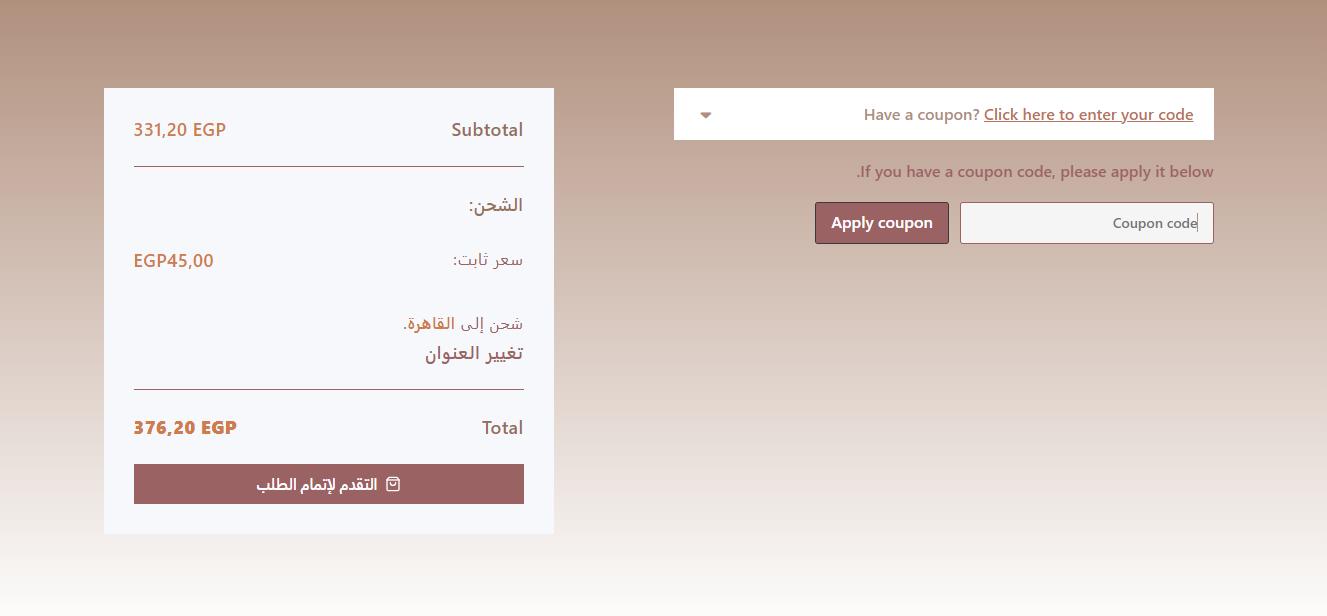 Have a coupon? Click here to enter your code
.If you have a coupon code, please apply it below
Coupon code
Apply coupon
Subtotal 331,20 EGP
الشحن:
سعر ثابت: EGP45,00
شحن إلى القاهرة.
تغيير العنوان
Total 376,20 EGP
التقدم لإتمام الطلب